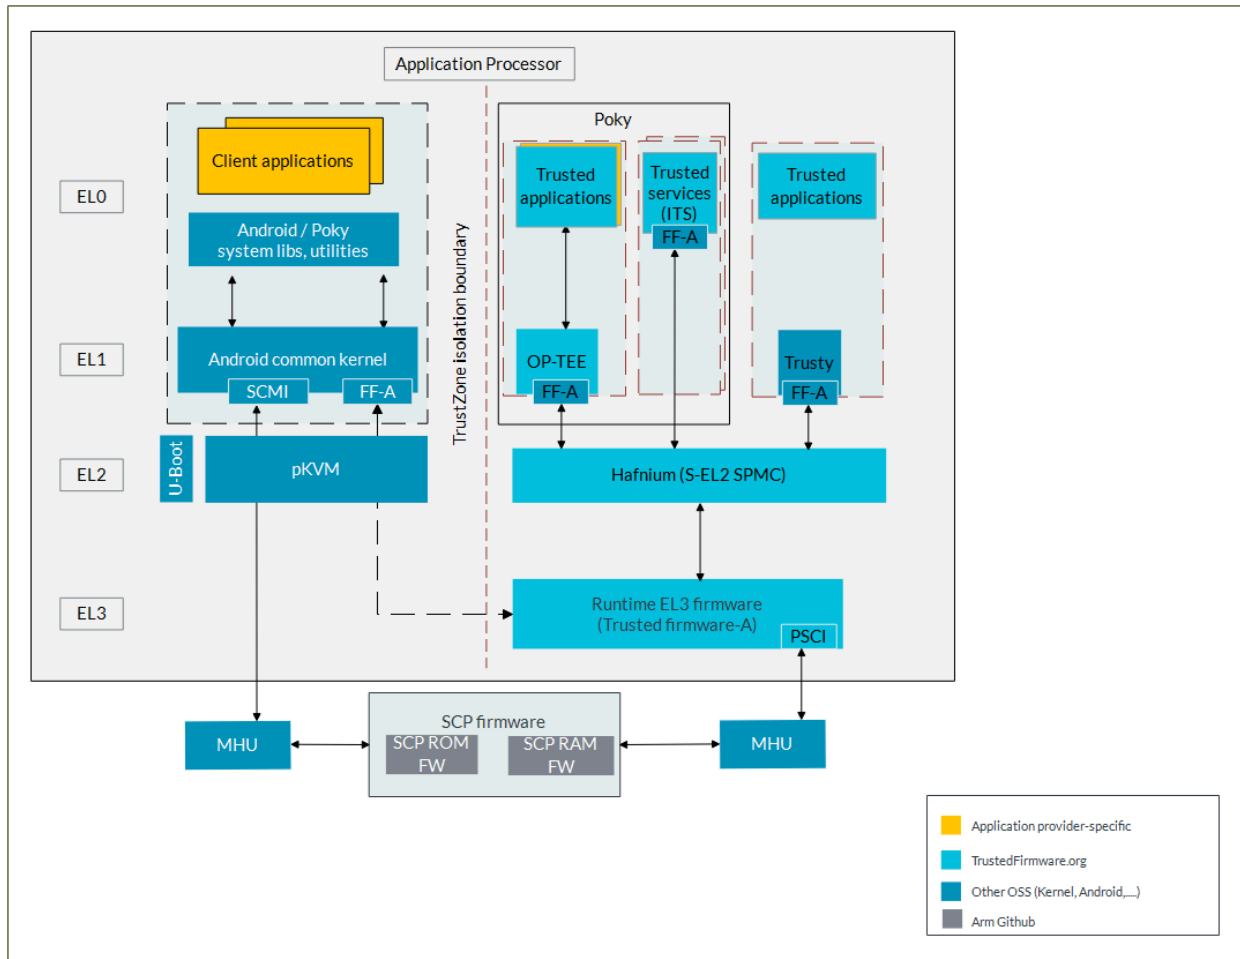 Application Processor
Poky
Client applications
Trusted
applications
Trusted
services
(ITS)
FF-A
Trusted
applications
EL0
Android / Poky
system libs, utilities
TrustZone isolation boundary
EL1
Android common kernel
SCMI
FF-A
OP-TEE
FF-A
Trusty
FF-A
EL2
U-Boot
pKVM
Hafnium (S-EL2 SPMC)
EL3
Runtime EL3 firmware
(Trusted firmware-A)
PSCI
MHU
SCP firmware
SCP ROM
FW
SCP RAM
FW
MHU
Application provider-specific
TrustedFirmware.org
Other OSS (Kernel, Android,....)
Arm Github